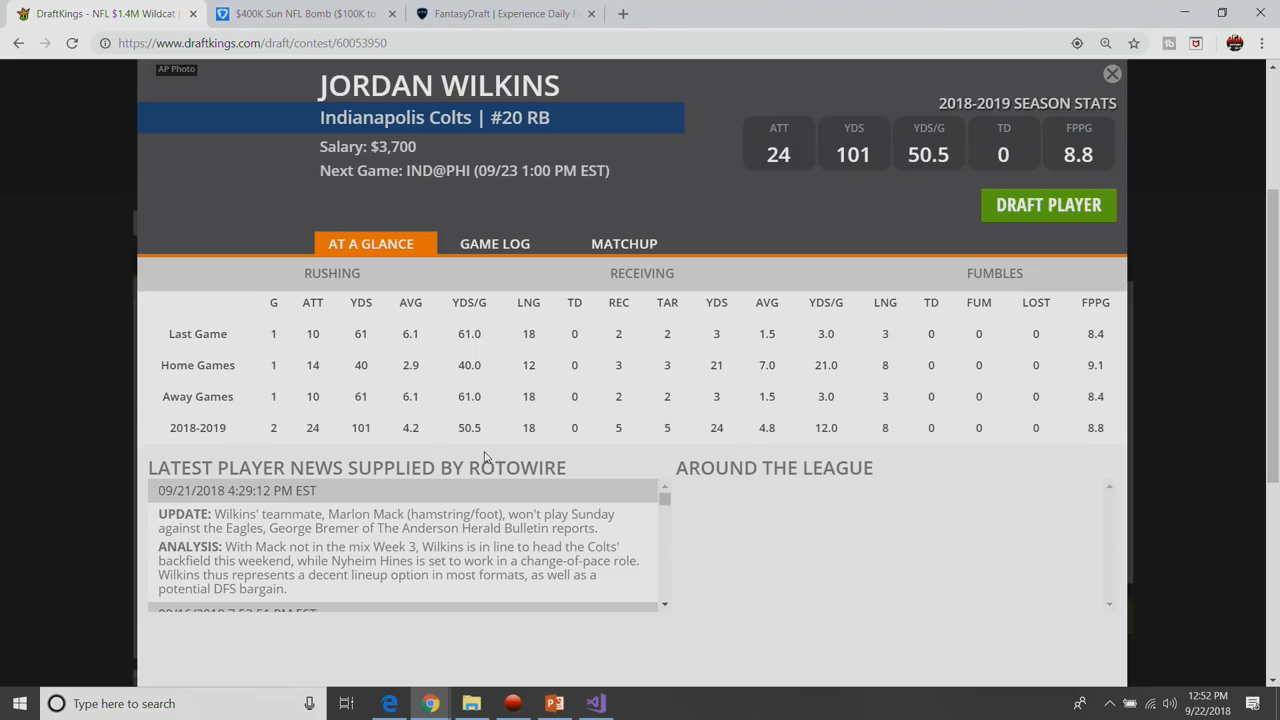 DraftKings - NFL $1.4M Wildcat
$400K Sun NFL Bomb ($100K to
FantasyDraft | Experience Daily
https://www.draftkings.com/draft/contest/60053950
AP Photo
JORDAN WILKINS
Indianapolis Colts | #20 RB
Salary: $3,700
Next Game: IND@PHI (09/23 1:00 PM EST)
2018-2019 SEASON STATS
ATT YDS YDS/G TD FPPG
24 101 50.5 0 8.8
DRAFT PLAYER
AT A GLANCE GAME LOG MATCHUP
RUSHING RECEIVING FUMBLES
G ATT YDS AVG YDS/G LNG TD REC TAR YDS AVG YDS/G LNG TD FUM LOST FPPG
Last Game 1 10 61 6.1 61.0 18 0 2 2 3 1.5 3.0 3 0 0 0 8.4
Home Games 1 14 40 2.9 40.0 12 0 3 3 21 7.0 21.0 8 0 0 0 9.1
Away Games 1 10 61 6.1 61.0 18 0 2 2 3 1.5 3.0 3 0 0 0 8.4
2018-2019 2 24 101 4.2 50.5 18 0 5 5 24 4.8 12.0 8 0 0 0 8.8
LATEST PLAYER NEWS SUPPLIED BY ROTOWIRE
AROUND THE LEAGUE
09/21/2018 4:29:12 PM EST
UPDATE: Wilkins' teammate, Marlon Mack (hamstring/foot), won't play Sunday
against the Eagles, George Bremer of The Anderson Herald Bulletin reports.
ANALYSIS: With Mack not in the mix Week 3, Wilkins is in line to head the Colts'
backfield this weekend, while Nyheim Hines is set to work in a change-of-pace role.
Wilkins thus represents a decent lineup option in most formats, as well as a
potential DFS bargain.
Type here to search
12:52 PM
9/22/2018